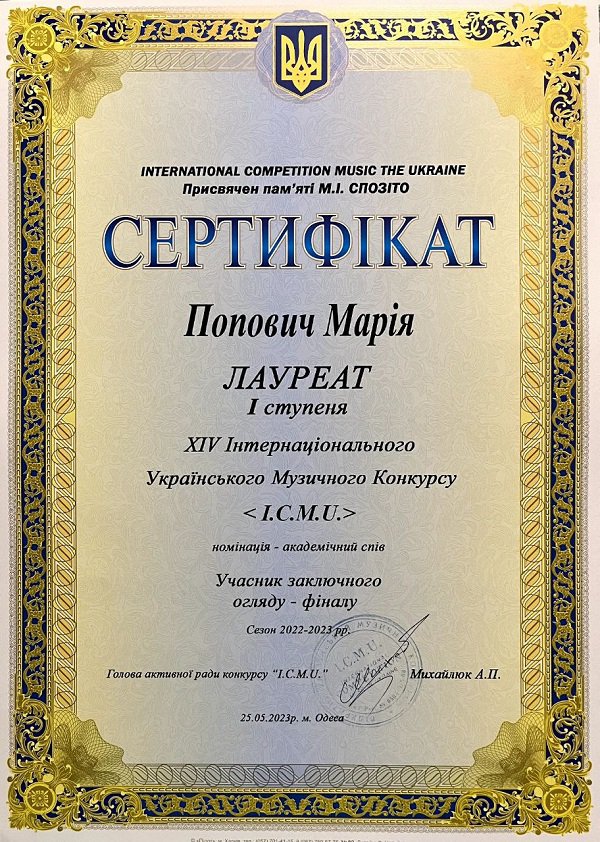 INTERNATIONAL COMPETITION MUSIC THE UKRAINE
Присвячен пам'яті М.І. СПОЗІТО
СЕРТИФІКАТ
Попович Марія
ЛАУРЕАТ
I ступеня
XIV Інтернаціонального
Українського Музичного Конкурсу
< I.C.M.U.>
номінація - академічний спів
Учасник заключного
огляду - фіналу
Сезон 2022-2023 рр.
I.C.M.U.
Голова активної ради конкурсу "I.C.M.U." Михайлюк А.П.
25.05.2023р. м. Одеса